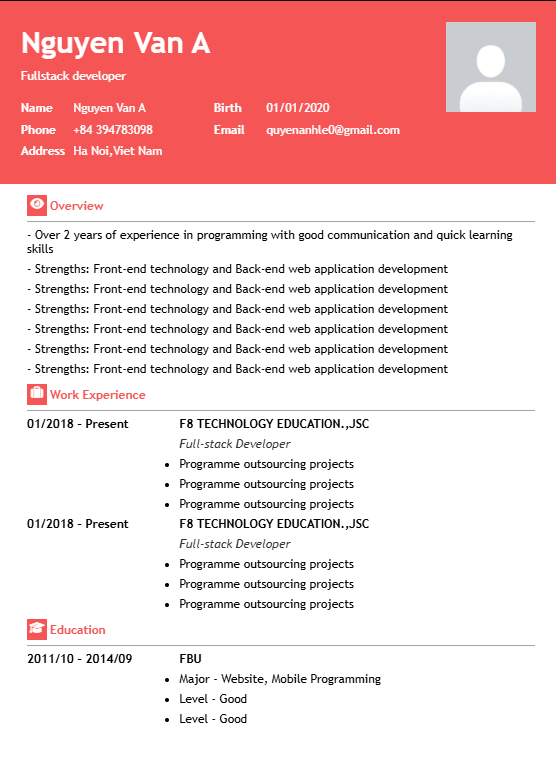 Nguyen Van A
Fullstack developer
Name Nguyen Van A Birth 01/01/2020
Phone +84 394783098 Email quyenanhle0@gmail.com
Address Ha Noi,Viet Nam
Overview
- Over 2 years of experience in programming with good communication and quick learning
skills
- Strengths: Front-end technology and Back-end web application development
- Strengths: Front-end technology and Back-end web application development
- Strengths: Front-end technology and Back-end web application development
- Strengths: Front-end technology and Back-end web application development
- Strengths: Front-end technology and Back-end web application development
- Strengths: Front-end technology and Back-end web application development
Work Experience
01/2018 - Present F8 TECHNOLOGY EDUCATION.,JSC
Full-stack Developer
• Programme outsourcing projects
• Programme outsourcing projects
• Programme outsourcing projects
01/2018 - Present F8 TECHNOLOGY EDUCATION.,JSC
Full-stack Developer
• Programme outsourcing projects
• Programme outsourcing projects
• Programme outsourcing projects
Education
2011/10 - 2014/09 FBU
• Major - Website, Mobile Programming
• Level - Good
• Level - Good